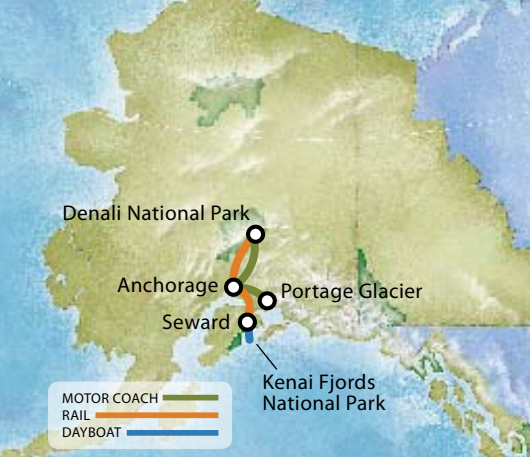 Denali National Park
Anchorage
Portage Glacier
Seward
Kenai Fjords
National Park
MOTOR COACH
RAIL
DAYBOAT